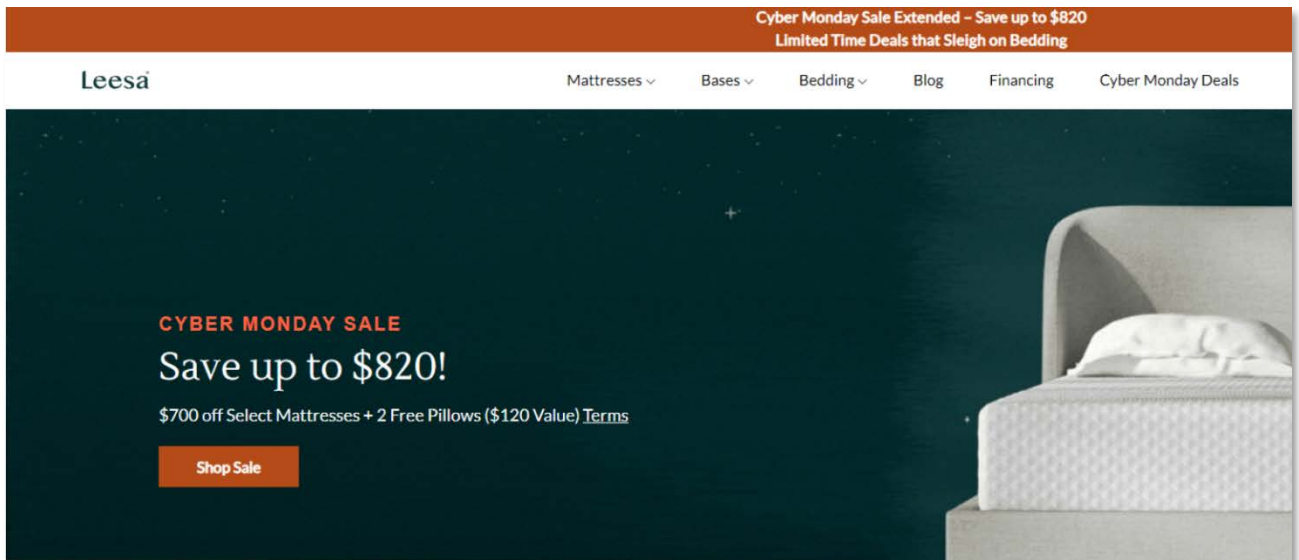 Cyber Monday Sale Extended – Save up to $820
Limited Time Deals that Sleigh on Bedding
Leesa
Mattresses
Bases
Bedding
Blog
Financing
Cyber Monday Deals
CYBER MONDAY SALE
Save up to $820!
$700 off Select Mattresses + 2 Free Pillows ($120 Value) Terms
Shop Sale